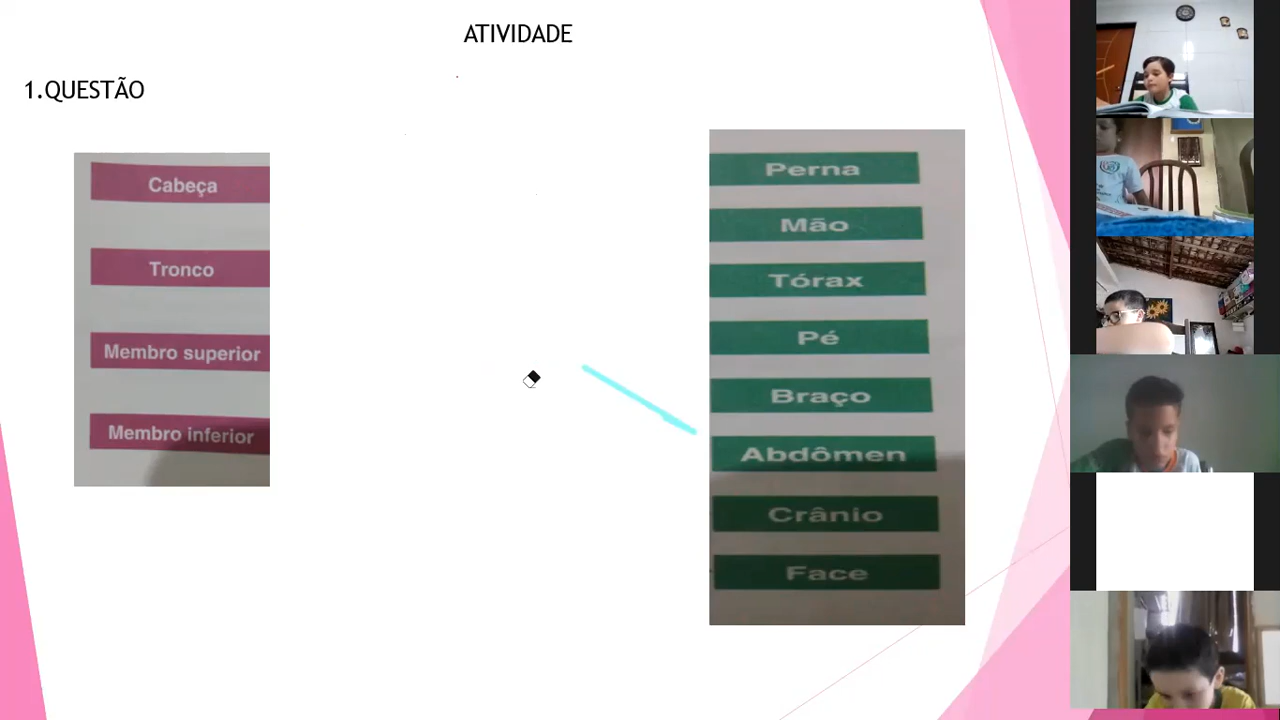 ATIVIDADE
1.QUESTÃO
Cabeça
Tronco
Membro superior
Membro inferior
Perna
Mão
Tórax
Pé
Braço
Abdômen
Crânio
Face